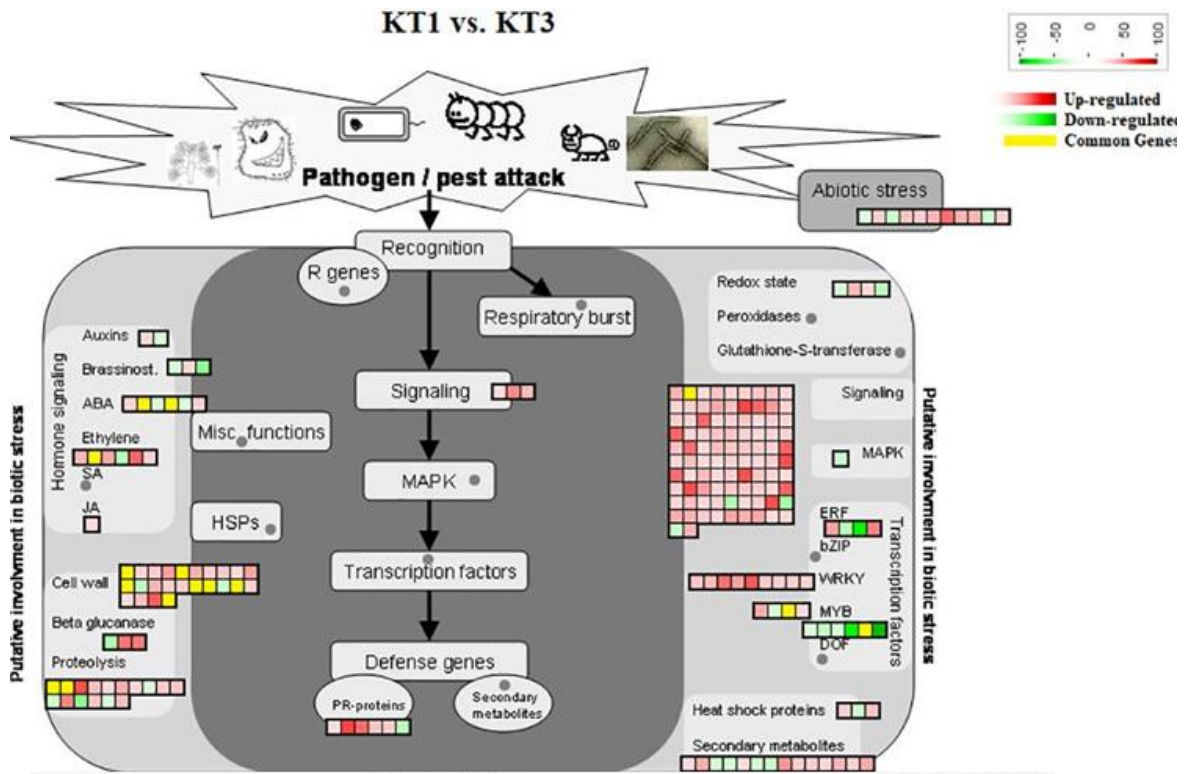 KT1 vs. KT3
-100
-50
0
50
100
Up-regulated
Down-regulated
Common Genes
Pathogen / pest attack
Abiotic stress
Recognition
R genes
Respiratory burst
Redox state
Peroxidases
Glutathione-S-transferase
Hormone signaling
Auxins
Brassinost.
ABA
Ethylene
SA
JA
Signaling
Misc. functions
MAPK
HSPs
Transcription factors
Signaling
MAPK
ERF
bZIP
WRKY
MYB
DOF
Transcription factors
Putative involvment in biotic stress
Putative involvment in biotic stress
Cell wall
Beta glucanase
Proteolysis
Defense genes
PR-proteins
Secondary
metabolites
Heat shock proteins
Secondary metabolites